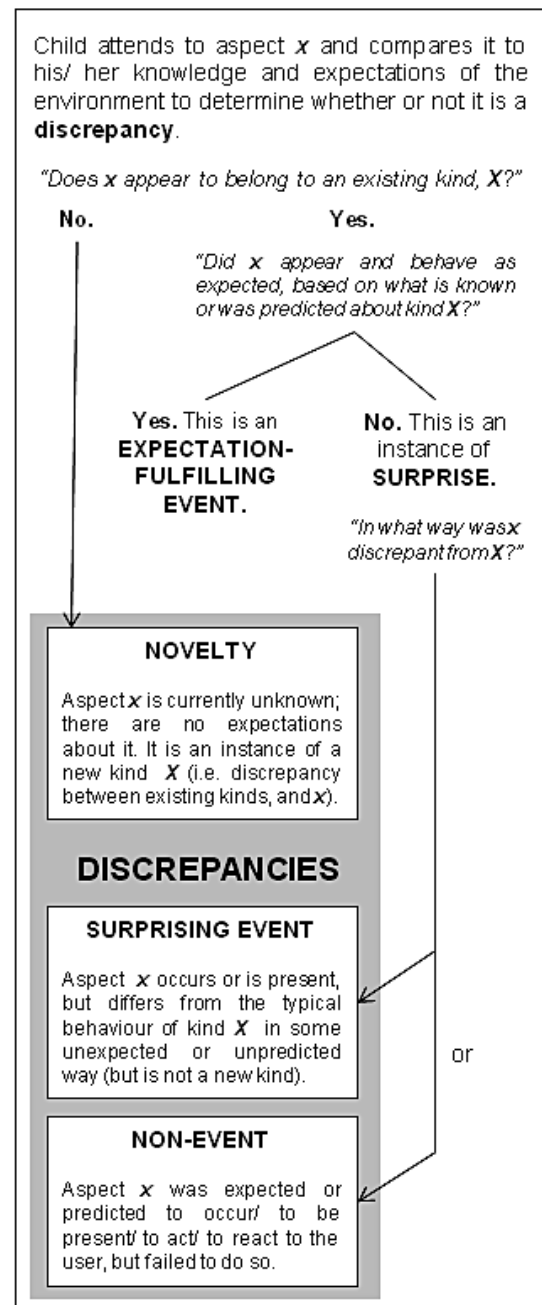 Child attends to aspect x and compares it to
his/ her knowledge and expectations of the
environment to determine whether or not it is a
discrepancy.
“Does x appear to belong to an existing kind, X?”
No.
Yes.
“Did x appear and behave as
expected, based on what is known
or was predicted about kind X?”
Yes. This is an
EXPECTATION-
FULFILLING
EVENT.
No. This is an
instance of
SURPRISE.
“In what way was x
discrepant from X?”
NOVELTY
Aspect x is currently unknown;
there are no expectations
about it. It is an instance of a
new kind X (i.e. discrepancy
between existing kinds, and x).
DISCREPANCIES
SURPRISING EVENT
Aspect x occurs or is present,
but differs from the typical
behaviour of kind X in some
unexpected or unpredicted
way (but is not a new kind).
or
NON-EVENT
Aspect x was expected or
predicted to occur/ to be
present/ to act/ to react to the
user, but failed to do so.